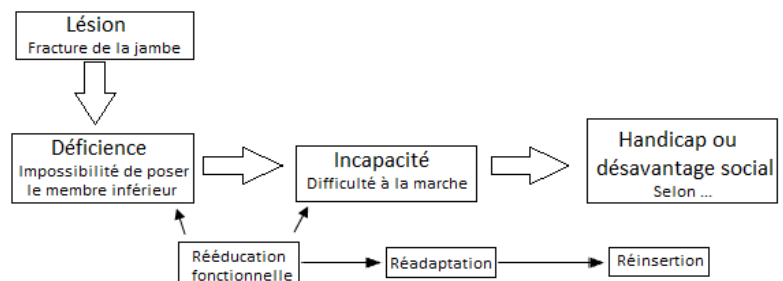 Lésion
Fracture de la jambe
Déficience
Impossibilité de poser
le membre inférieur
Incapacité
Difficulté à la marche
Handicap ou
désavantage social
Selon ...
Rééducation
fonctionnelle
Réadaptation
Réinsertion